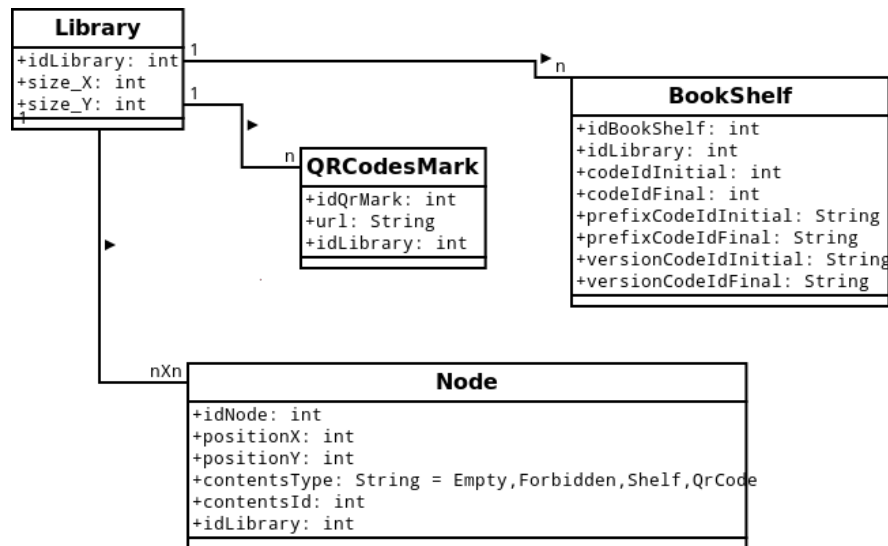 Library
+idLibrary: int
+size_X: int
+size_Y: int
1
1
1
n
BookShelf
+idBookShelf: int
+idLibrary: int
+codeIdInitial: int
+codeIdFinal: int
+prefixCodeIdInitial: String
+prefixCodeIdFinal: String
+versionCodeIdInitial: String
+versionCodeIdFinal: String
n
QRCodesMark
+idQrMark: int
+url: String
+idLibrary: int
nXn
Node
+idNode: int
+positionX: int
+positionY: int
+contentsType: String = Empty,Forbidden,Shelf,QrCode
+contentsId: int
+idLibrary: int